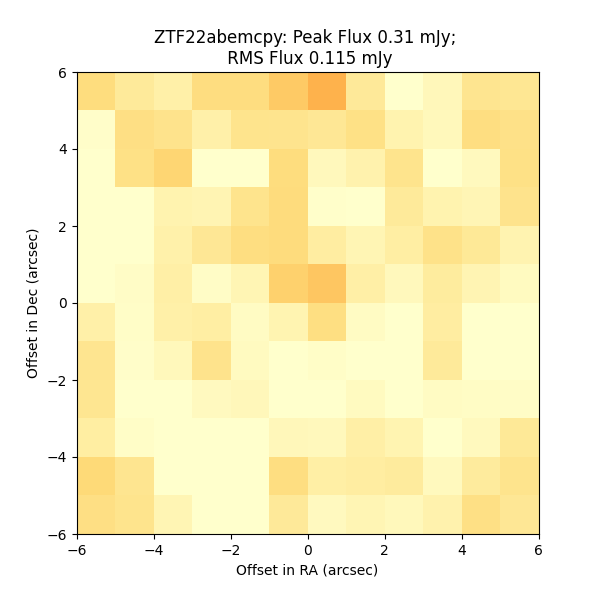 ZTF22abemcpy: Peak Flux 0.31 mJy;
RMS Flux 0.115 mJy
6
4
2
0
−2
−4
−6
Offset in Dec (arcsec)
−6 −4 −2 0 2 4 6
Offset in RA (arcsec)